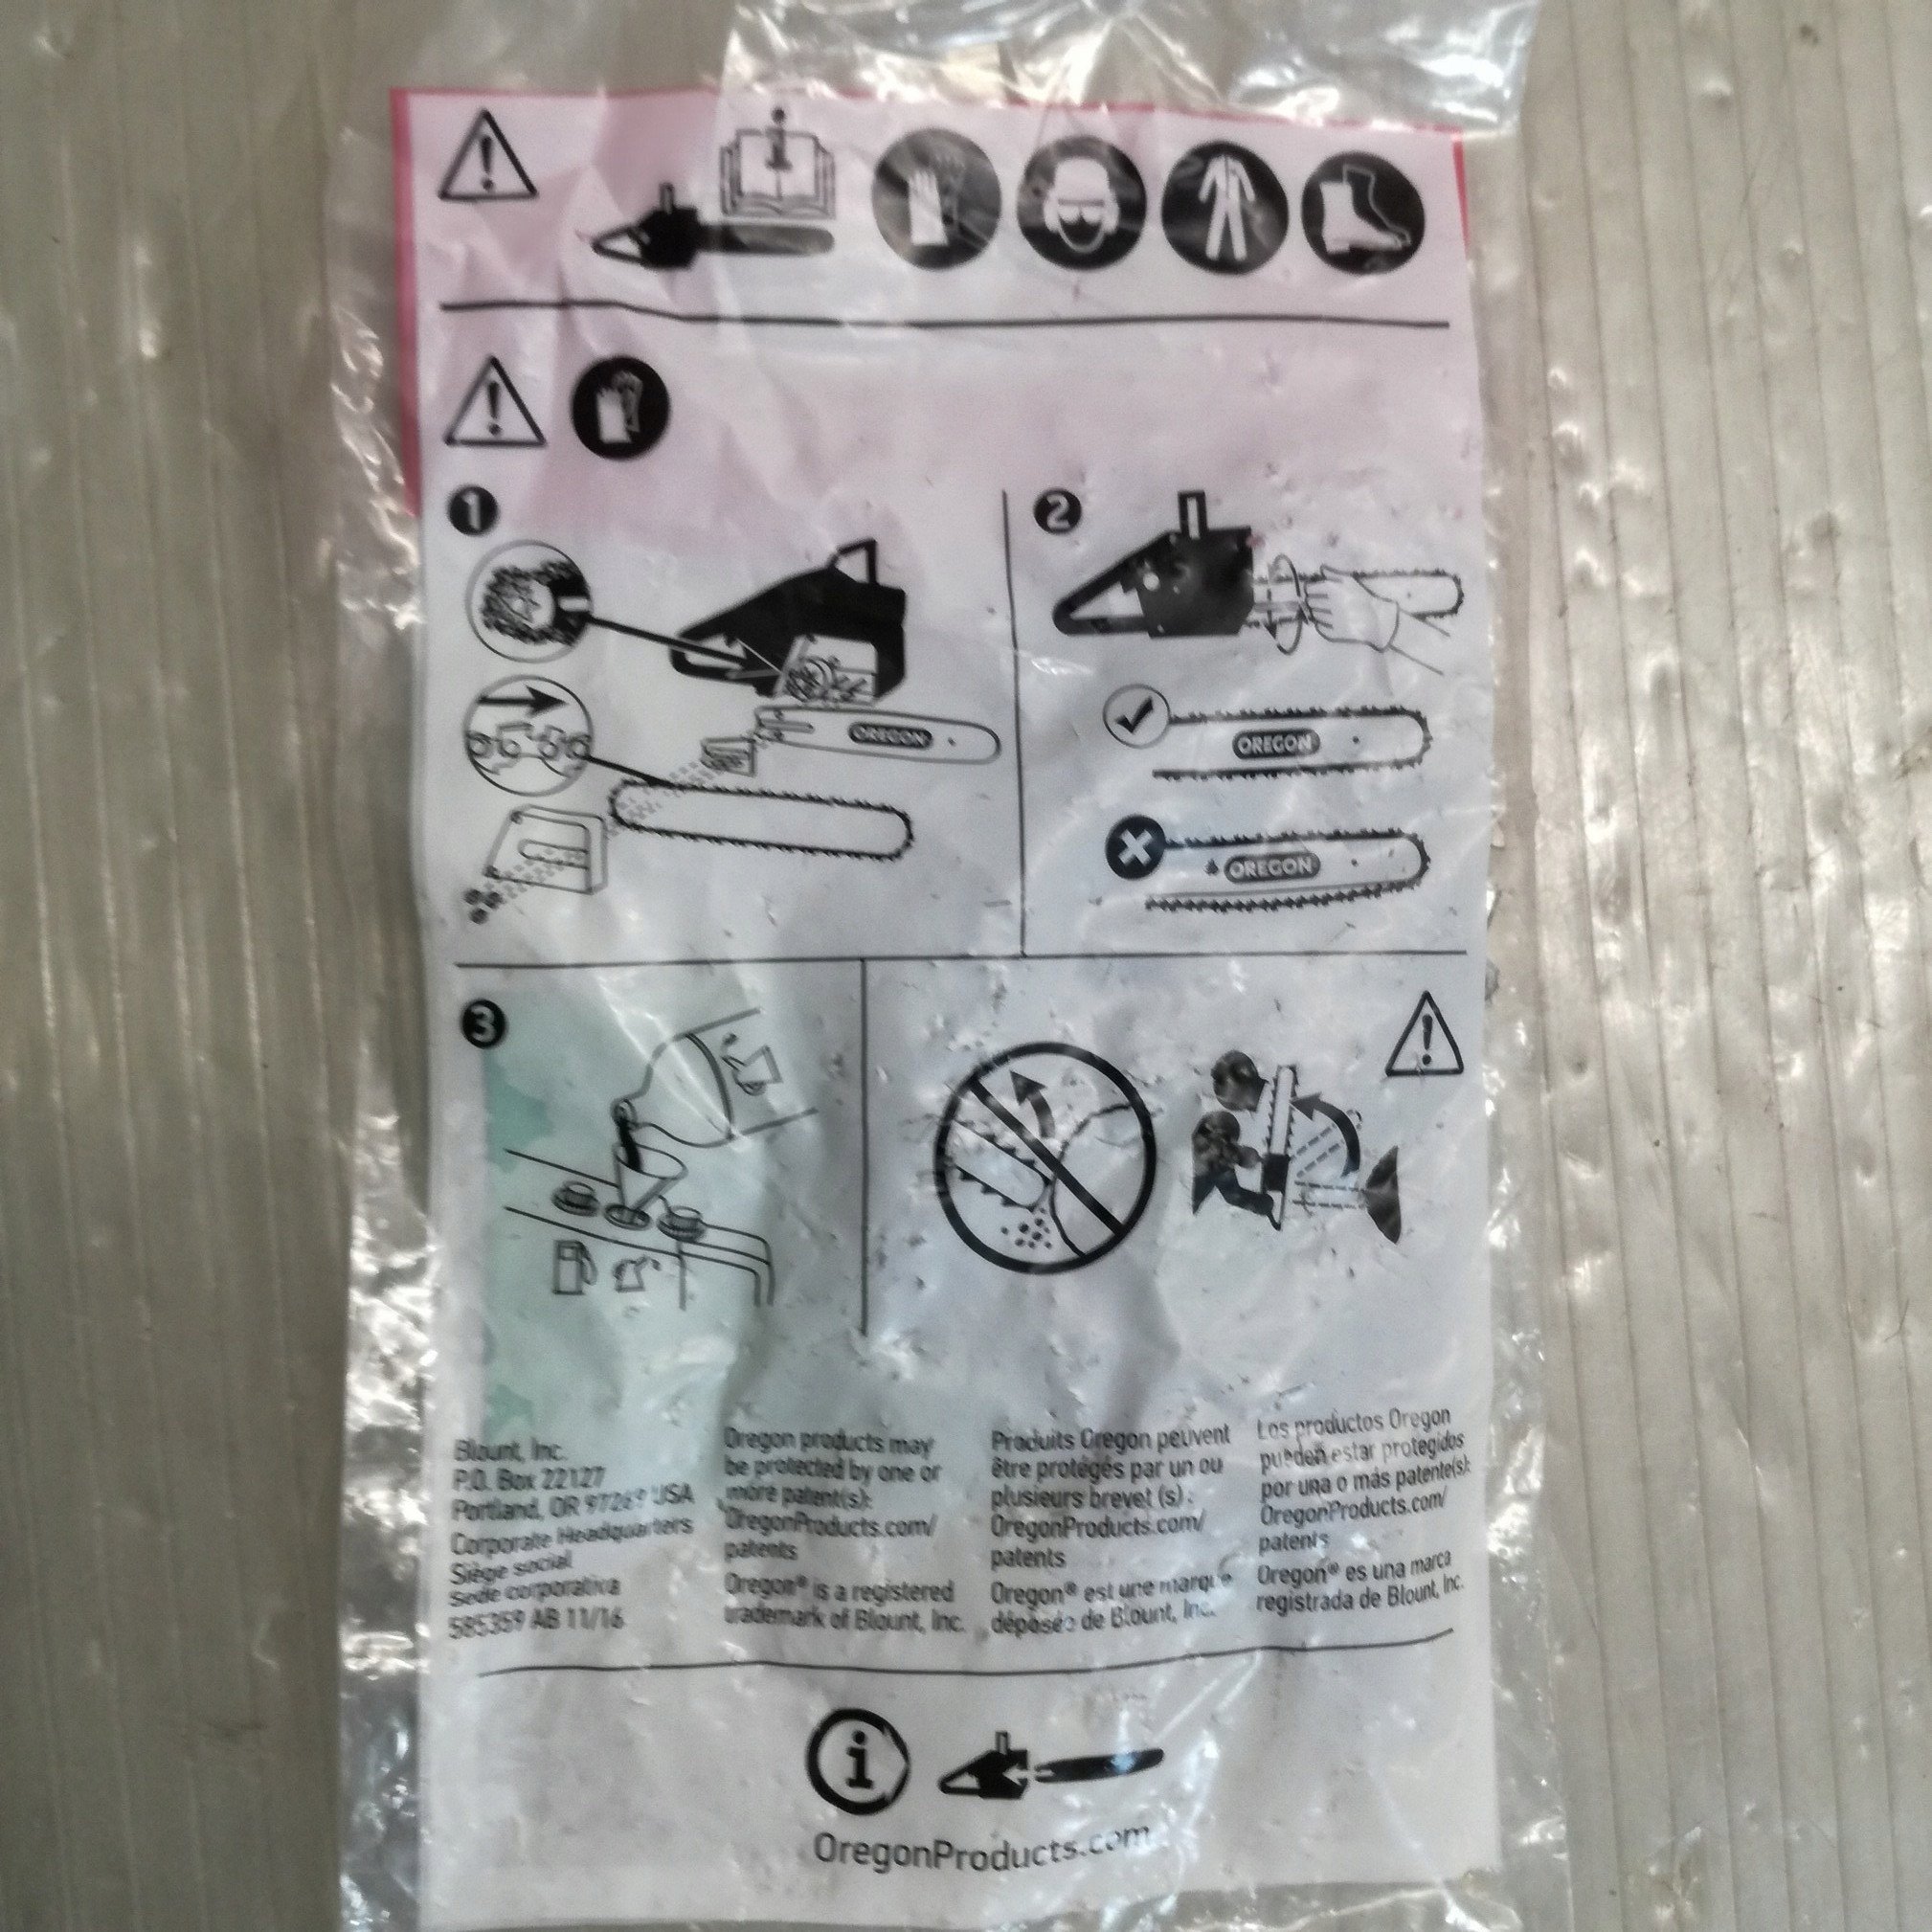 1
2
OREGON
OREGON
OREGON
3
Blount, Inc.
P.O. Box 22127
Portland, OR 97269 USA
Corporate Headquarters
Siège social
Sede corporativa
585359 AB 11/16
Oregon products may
be protected by one or
more patent(s):
OregonProducts.com/
patents
Oregon® is a registered
trademark of Blount, Inc.
Produits Oregon peuvent
être protégés par un ou
plusieurs brevet (s) :
OregonProducts.com/
patents
Oregon® est une marque
déposée de Blount, Inc.
Los productos Oregon
pueden estar protegidos
por una o más patente(s):
OregonProducts.com/
patents
Oregon® es una marca
registrada de Blount, Inc.
OregonProducts.com